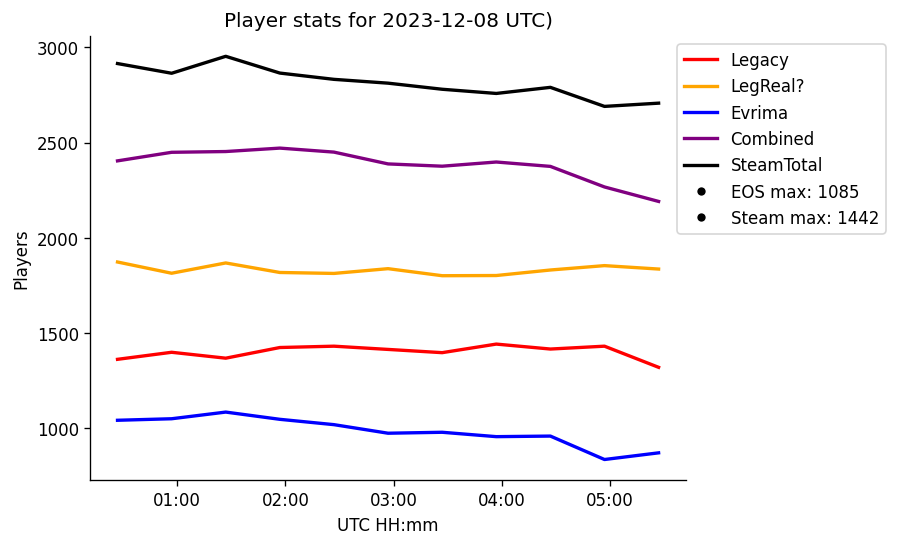 Player stats for 2023-12-08 UTC)
3000
2500
2000
1500
1000
Players
01:00
02:00
03:00
04:00
05:00
UTC HH:mm
Legacy
LegReal?
Evrima
Combined
SteamTotal
EOS max: 1085
Steam max: 1442